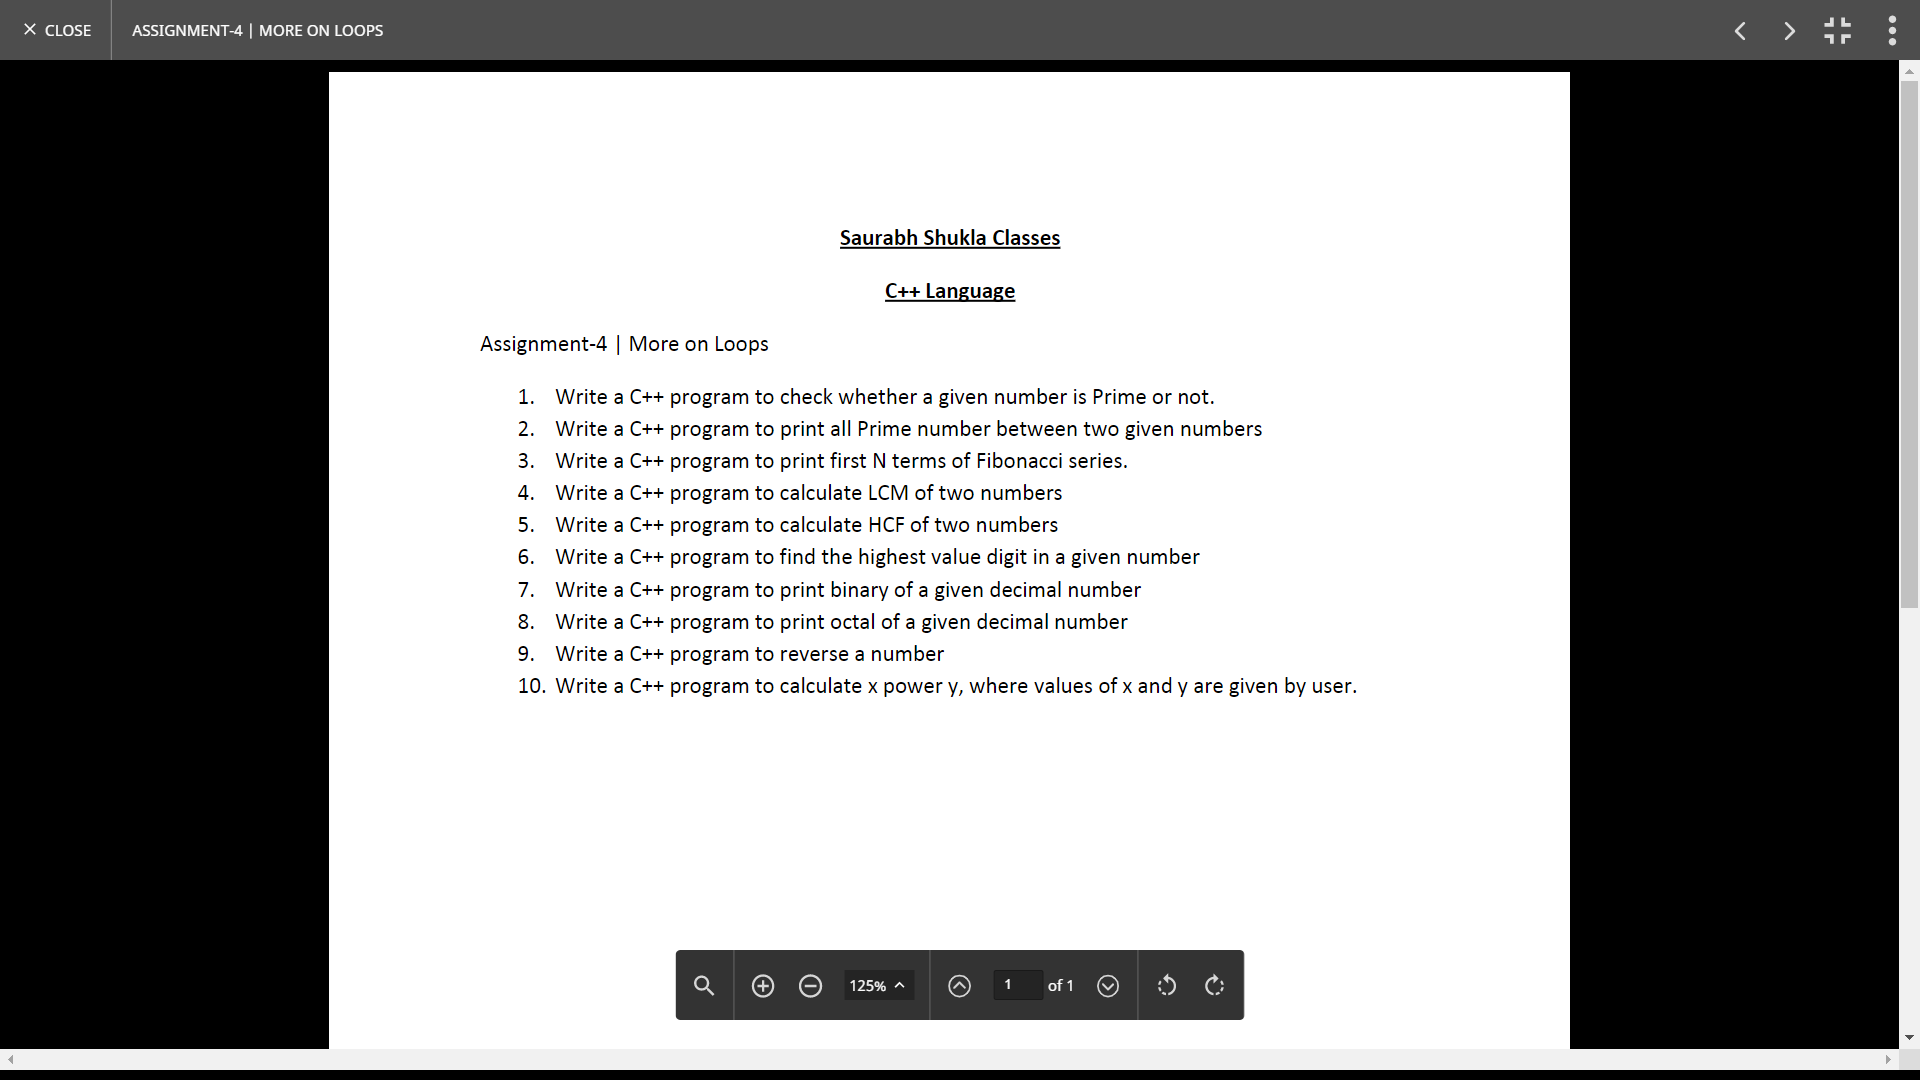 CLOSE
ASSIGNMENT-4 | MORE ON LOOPS
Saurabh Shukla Classes
C++ Language
Assignment-4 | More on Loops
1. Write a C++ program to check whether a given number is Prime or not.
2. Write a C++ program to print all Prime number between two given numbers
3. Write a C++ program to print first N terms of Fibonacci series.
4. Write a C++ program to calculate LCM of two numbers
5. Write a C++ program to calculate HCF of two numbers
6. Write a C++ program to find the highest value digit in a given number
7. Write a C++ program to print binary of a given decimal number
8. Write a C++ program to print octal of a given decimal number
9. Write a C++ program to reverse a number
10. Write a C++ program to calculate x power y, where values of x and y are given by user.
125% 1 of 1